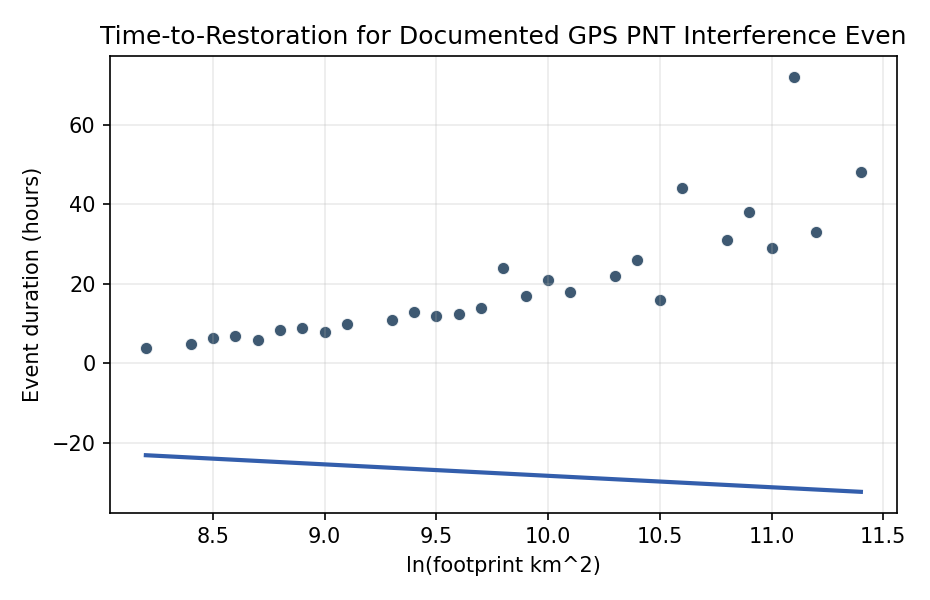 Time-to-Restoration for Documented GPS PNT Interference Even
Event duration (hours)
60
40
20
0
−20
8.5 9.0 9.5 10.0 10.5 11.0 11.5
ln(footprint km^2)